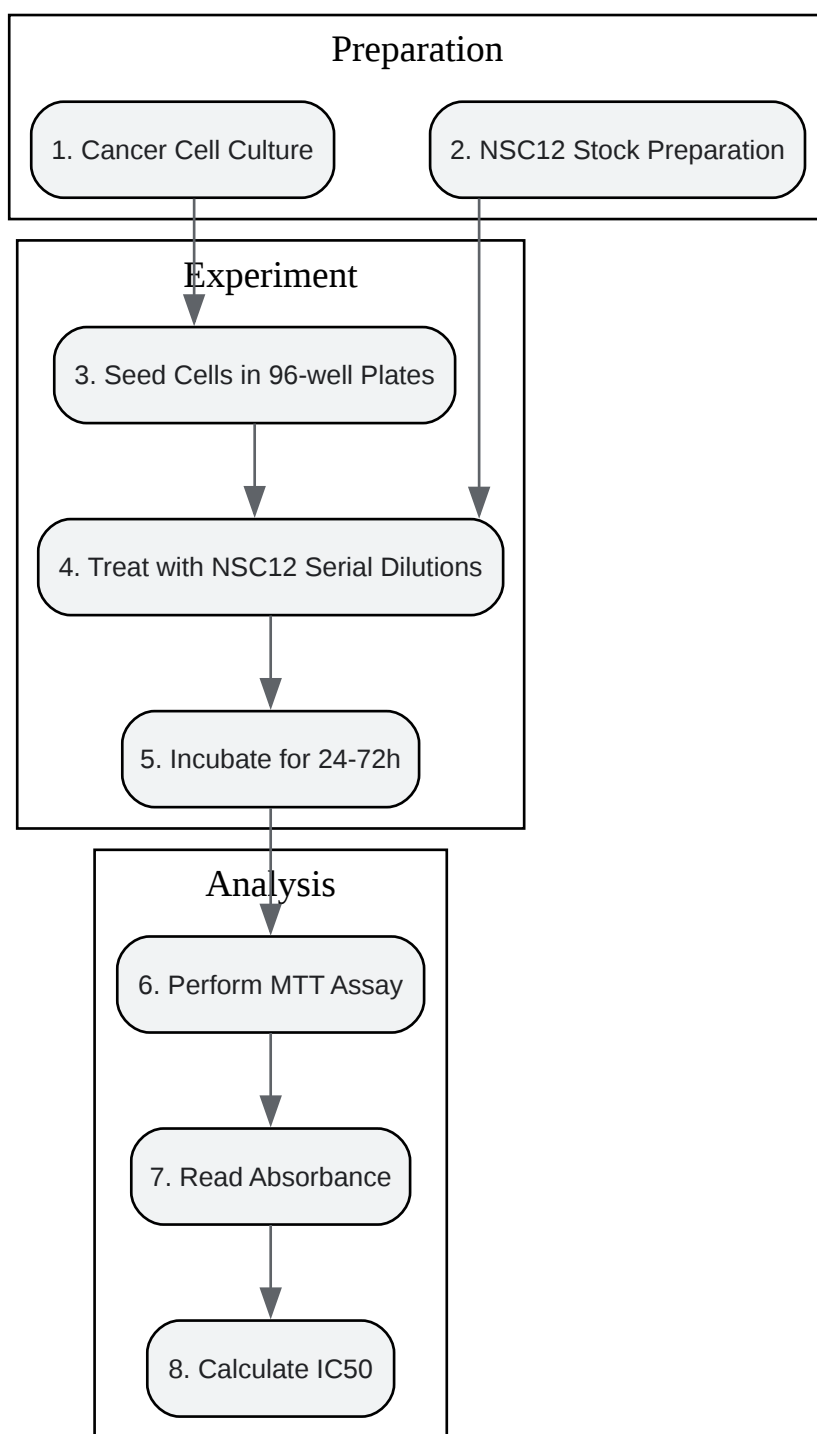 Preparation
1. Cancer Cell Culture
2. NSC12 Stock Preparation
Experiment
3. Seed Cells in 96-well Plates
4. Treat with NSC12 Serial Dilutions
5. Incubate for 24-72h
Analysis
6. Perform MTT Assay
7. Read Absorbance
8. Calculate IC50